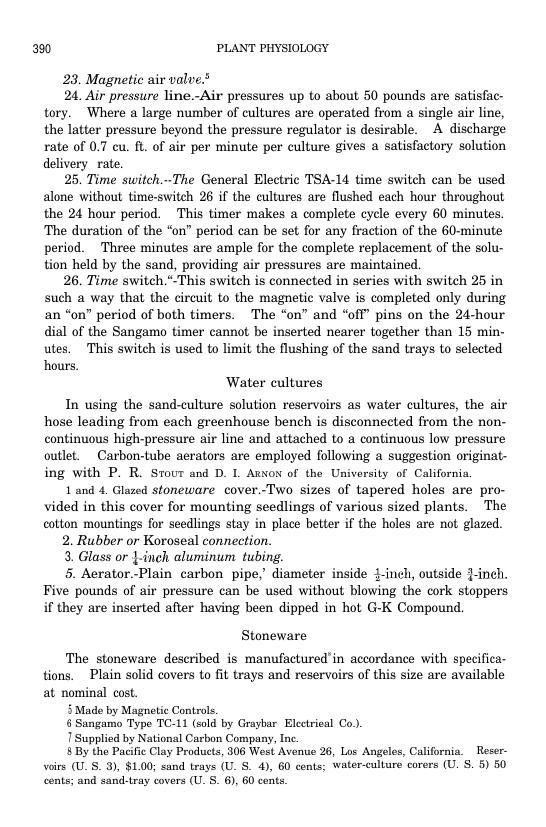 390 PLANT PHYSIOLOGY
23. Magnetic air valve.⁵
24. Air pressure line.-Air pressures up to about 50 pounds are satisfac-
tory. Where a large number of cultures are operated from a single air line,
the latter pressure beyond the pressure regulator is desirable. A discharge
rate of 0.7 cu. ft. of air per minute per culture gives a satisfactory solution
delivery rate.
25. Time switch.--The General Electric TSA-14 time switch can be used
alone without time-switch 26 if the cultures are flushed each hour throughout
the 24 hour period. This timer makes a complete cycle every 60 minutes.
The duration of the “on” period can be set for any fraction of the 60-minute
period. Three minutes are ample for the complete replacement of the solu-
tion held by the sand, providing air pressures are maintained.
26. Time switch.“-This switch is connected in series with switch 25 in
such a way that the circuit to the magnetic valve is completed only during
an “on” period of both timers. The “on” and “off” pins on the 24-hour
dial of the Sangamo timer cannot be inserted nearer together than 15 min-
utes. This switch is used to limit the flushing of the sand trays to selected
hours.
Water cultures
In using the sand-culture solution reservoirs as water cultures, the air
hose leading from each greenhouse bench is disconnected from the non-
continuous high-pressure air line and attached to a continuous low pressure
outlet. Carbon-tube aerators are employed following a suggestion originat-
ing with P. R. STOUT and D. I. ARNON of the University of California.
1 and 4. Glazed stoneware cover.-Two sizes of tapered holes are pro-
vided in this cover for mounting seedlings of various sized plants. The
cotton mountings for seedlings stay in place better if the holes are not glazed.
2. Rubber or Koroseal connection.
3. Glass or ¼-inch aluminum tubing.
5. Aerator.-Plain carbon pipe,’ diameter inside ½-inch, outside ¾-inch.
Five pounds of air pressure can be used without blowing the cork stoppers
if they are inserted after having been dipped in hot G-K Compound.
Stoneware
The stoneware described is manufactured⁸ in accordance with specifica-
tions. Plain solid covers to fit trays and reservoirs of this size are available
at nominal cost.
5 Made by Magnetic Controls.
6 Sangamo Type TC-11 (sold by Graybar Elcctrieal Co.).
7 Supplied by National Carbon Company, Inc.
8 By the Pacific Clay Products, 306 West Avenue 26, Los Angeles, California. Reser-
voirs (U. S. 3), $1.00; sand trays (U. S. 4), 60 cents; water-culture corers (U. S. 5) 50
cents; and sand-tray covers (U. S. 6), 60 cents.